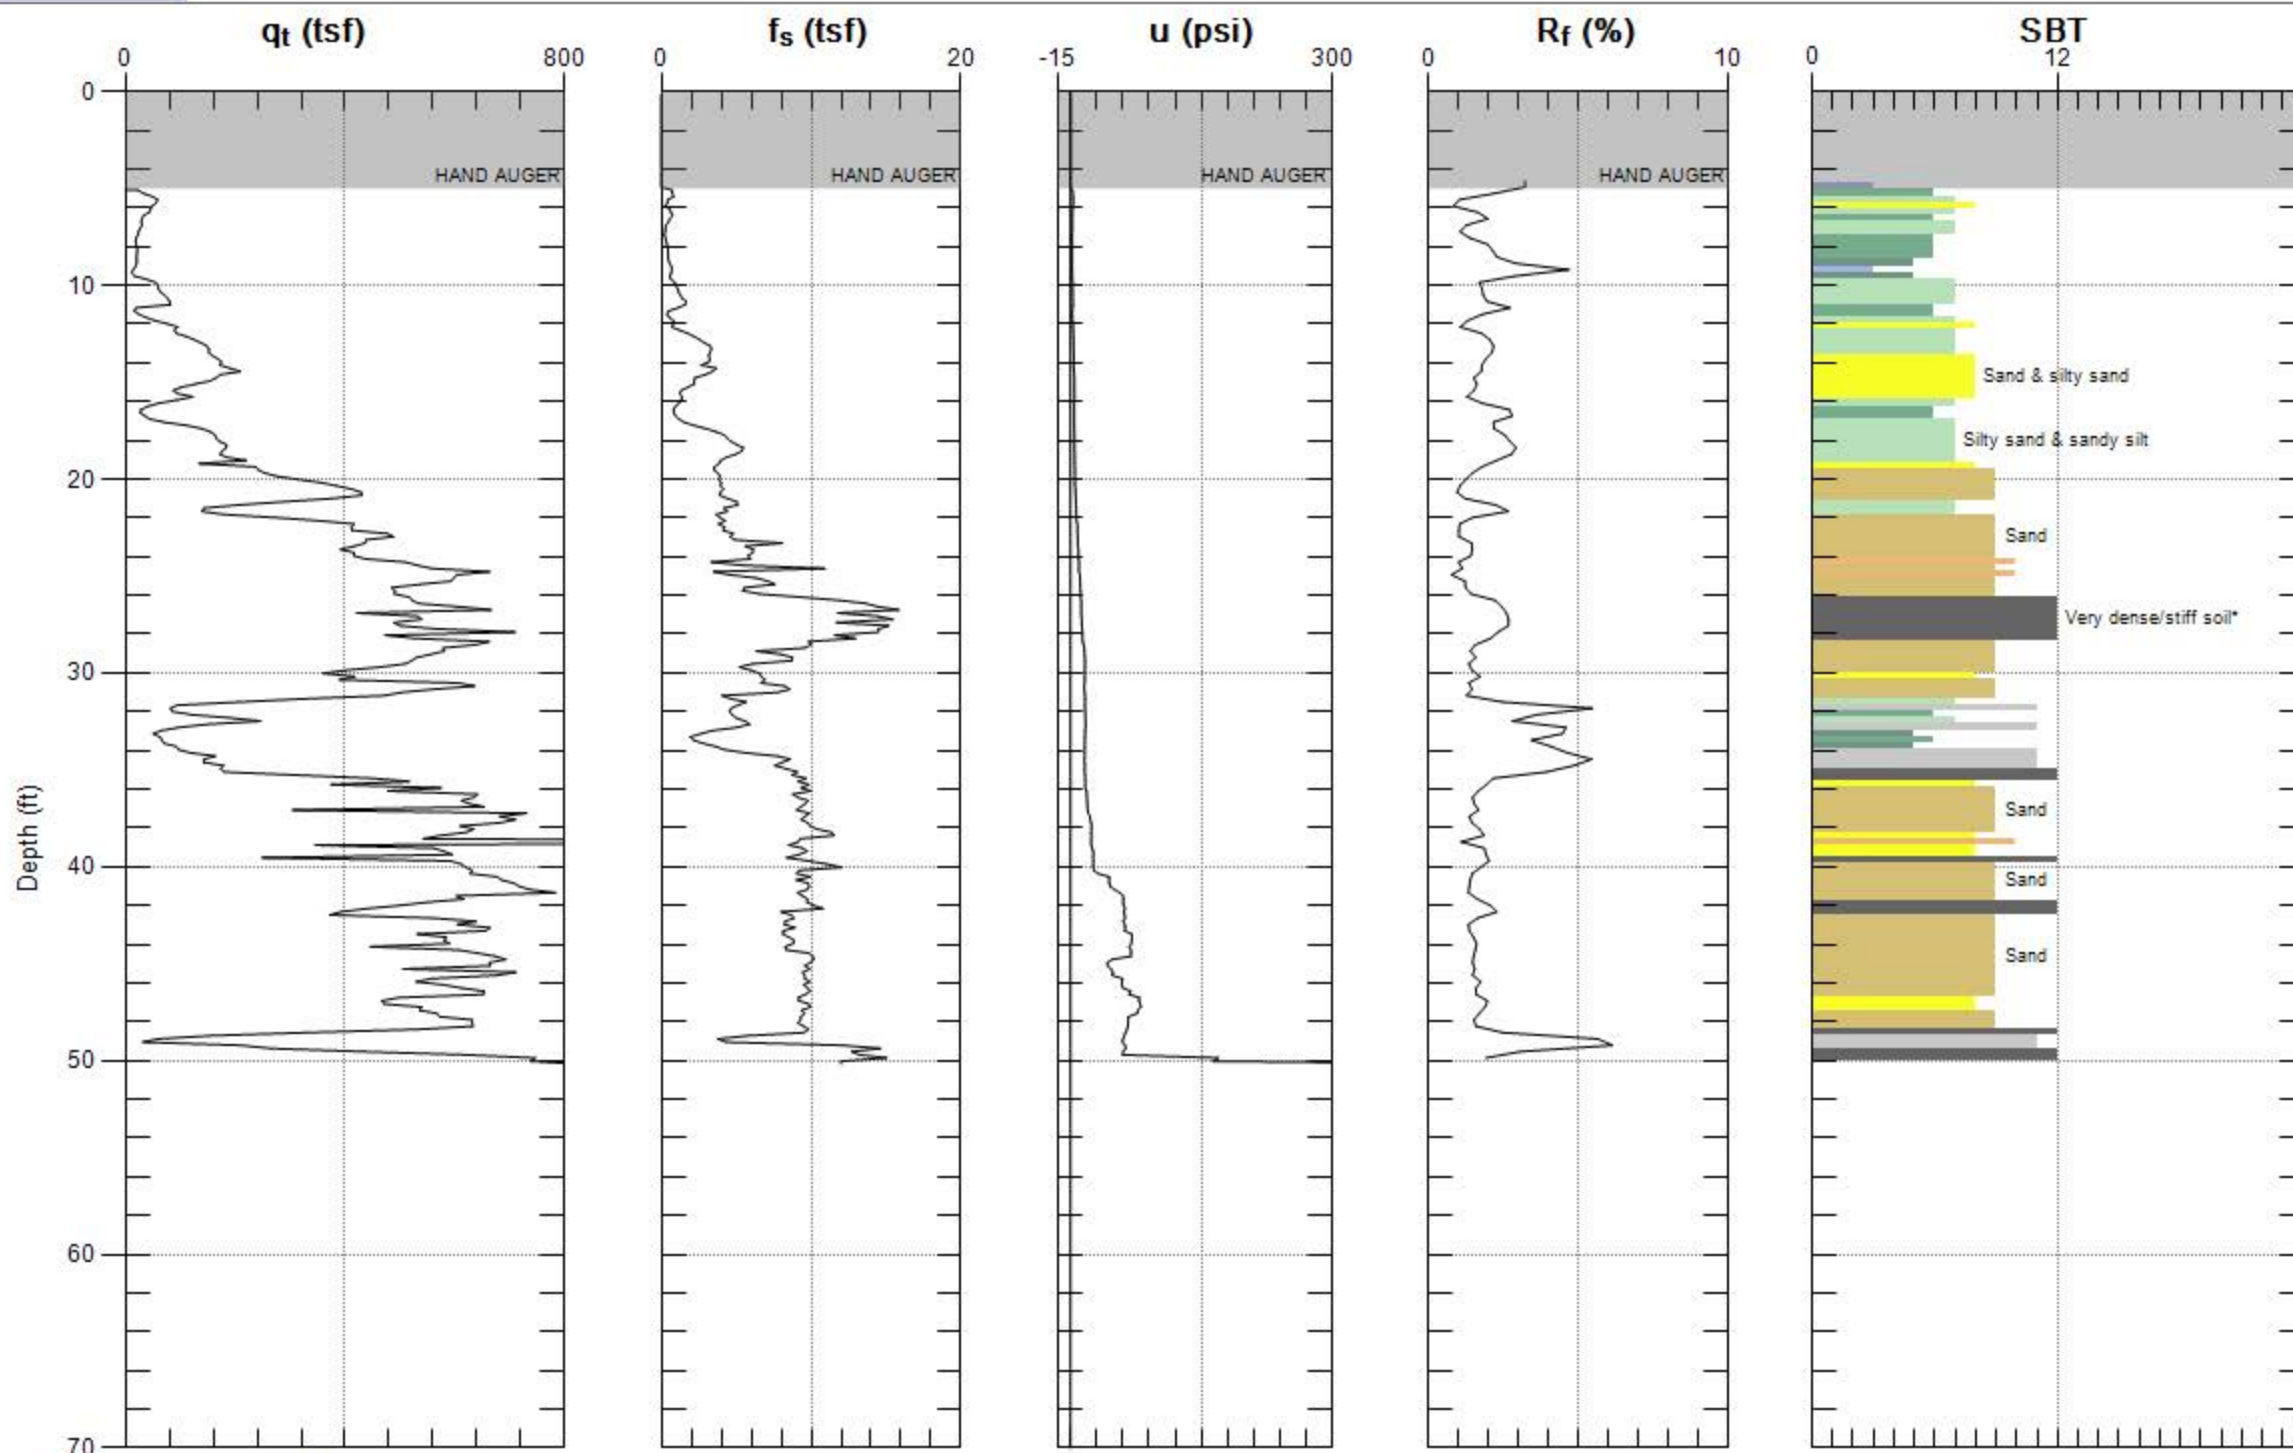 qt (tsf) fs (tsf) u (psi) Rf (%) SBT
0 800 0 20 -15 300 0 10 0 12
0
HAND AUGER HAND AUGER HAND AUGER HAND AUGER
10
Sand & silty sand
Silty sand & sandy silt
20
Sand
Very dense/stiff soil*
30
Depth (ft)
Sand
40
Sand
Sand
50
60
70